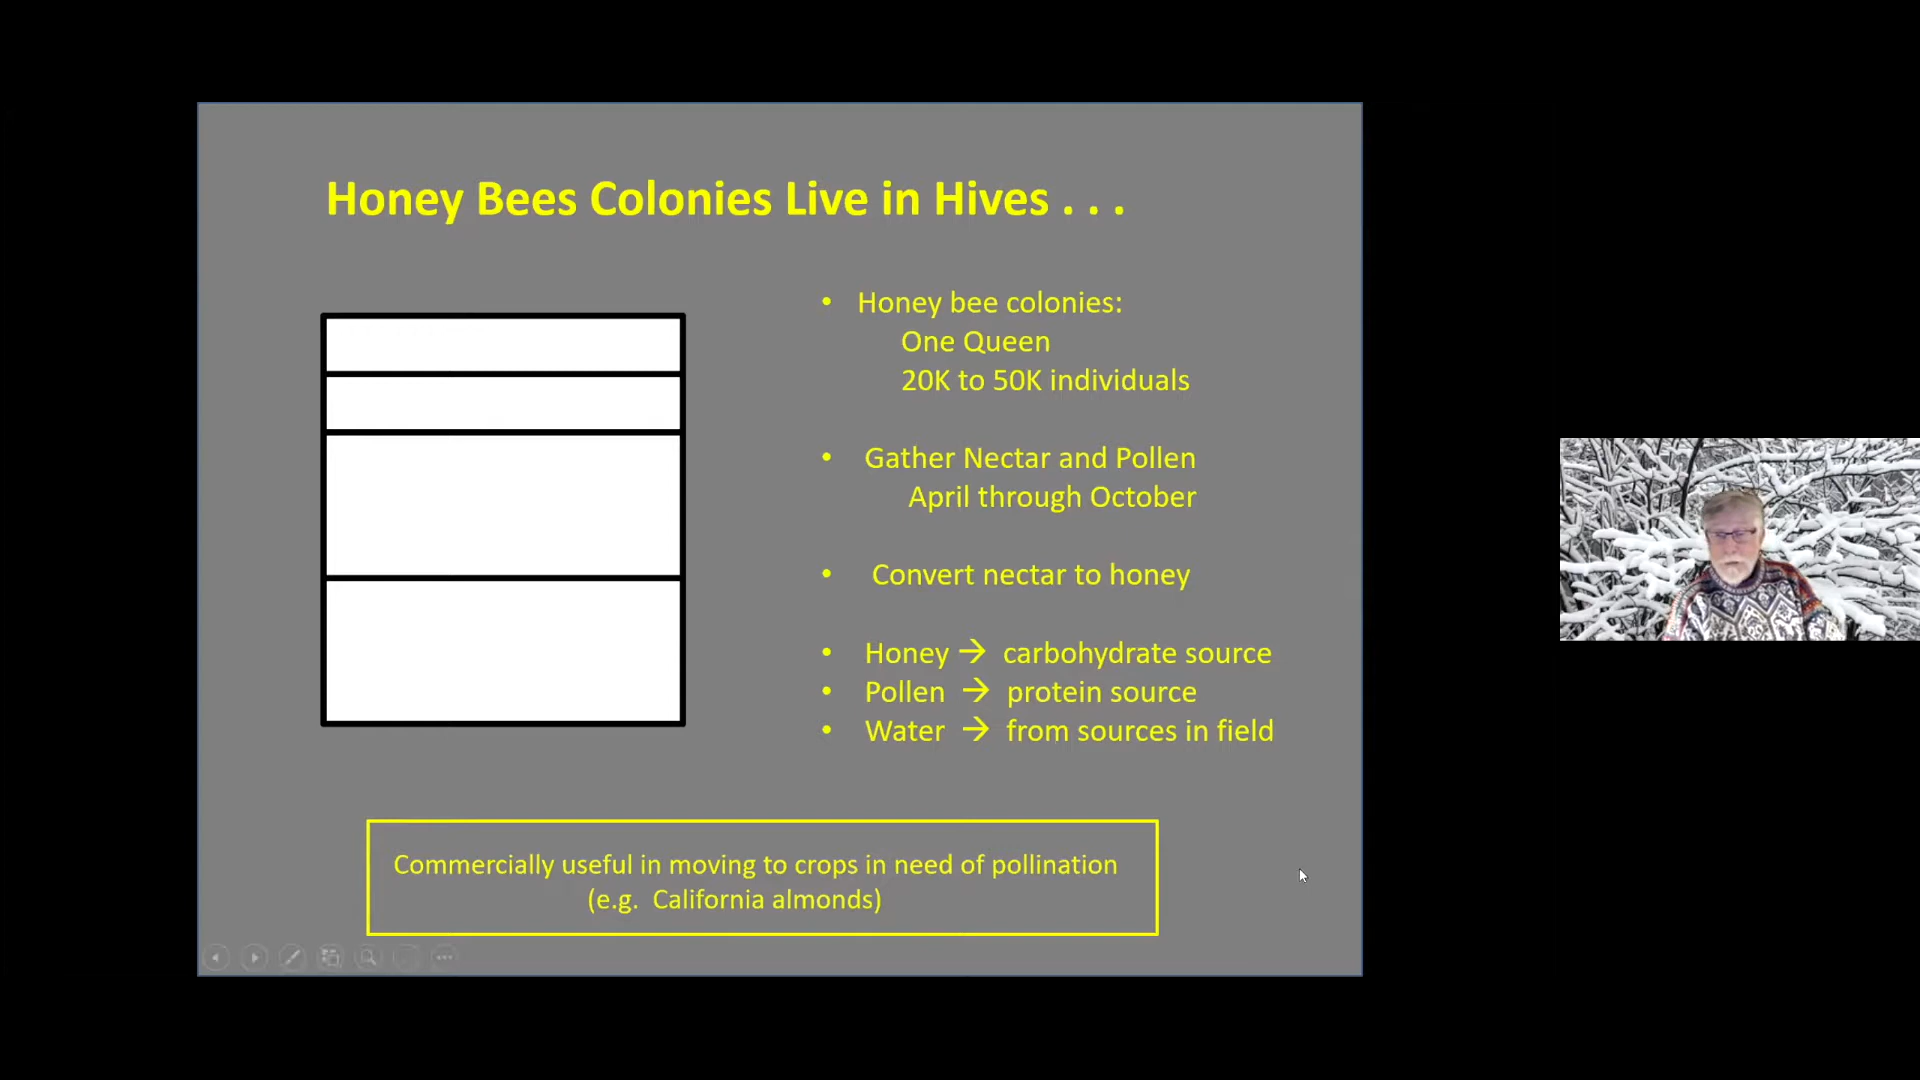 Honey Bees Colonies Live in Hives . . .
• Honey bee colonies:
One Queen
20K to 50K individuals
• Gather Nectar and Pollen
April through October
• Convert nectar to honey
• Honey → carbohydrate source
• Pollen → protein source
• Water → from sources in field
Commercially useful in moving to crops in need of pollination
(e.g. California almonds)